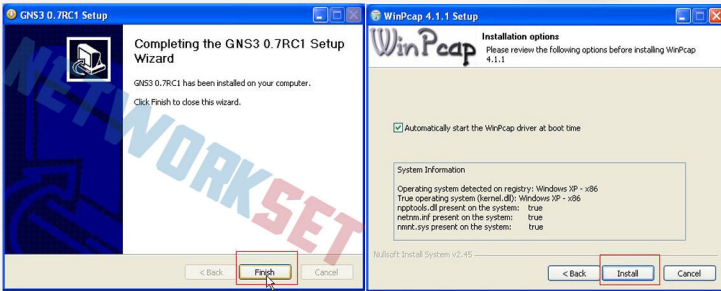 GNS3 0.7RC1 Setup
Completing the GNS3 0.7RC1 Setup
Wizard
GNS3 0.7RC1 has been installed on your computer.
Click Finish to close this wizard.
NETWORKSET
< Back
Finish
Cancel
WinPcap 4.1.1 Setup
WinPcap
Installation options
Please review the following options before installing WinPcap
4.1.1
Automatically start the WinPcap driver at boot time
System Information
Operating system detected on registry: Windows XP - x86
True operating system (kernel.dll): Windows XP - x86
npptools.dll present on the system: true
netnm.inf present on the system: true
nmnt.sys present on the system: true
Nullsoft Install System v2.45
< Back
Install
Cancel